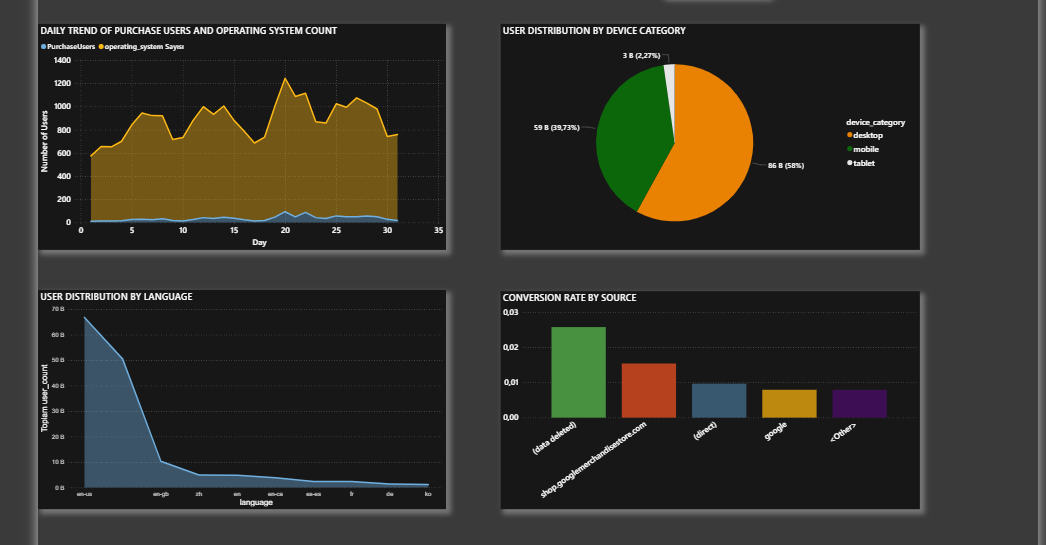 DAILY TREND OF PURCHASE USERS AND OPERATING SYSTEM COUNT
PurchaseUsers operating_system Sayısı
1400
1200
1000
800
600
400
200
0
Number of Users
0 5 10 15 20 25 30 35
Day
USER DISTRIBUTION BY DEVICE CATEGORY
3 B (2,27%)
59 B (39,73%)
86 B (58%)
device_category
desktop
mobile
tablet
USER DISTRIBUTION BY LANGUAGE
70 B
60 B
50 B
40 B
30 B
20 B
10 B
0 B
Toplam user_count
en-us en-gb zh en en-ca es-es fr de ko
language
CONVERSION RATE BY SOURCE
0,03
0,02
0,01
0,00
(data deleted)
shop.googlemerchandisestore.com
(direct)
google
<Other>